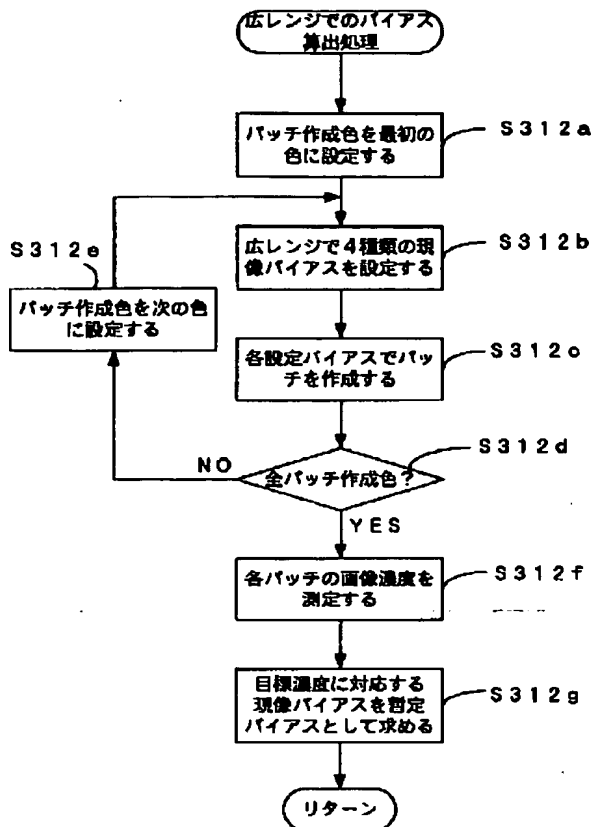 広レンジでのバイアス
算出処理
パッチ作成色を最初の
色に設定する
S312a
S312e
広レンジで4種類の現
像バイアスを設定する
S312b
パッチ作成色を次の色
に設定する
各設定バイアスでパッ
チを作成する
S312c
NO
全パッチ作成色?
S312d
YES
各パッチの画像濃度を
測定する
S312f
目標濃度に対応する
現像バイアスを暫定
バイアスとして求める
S312g
リターン